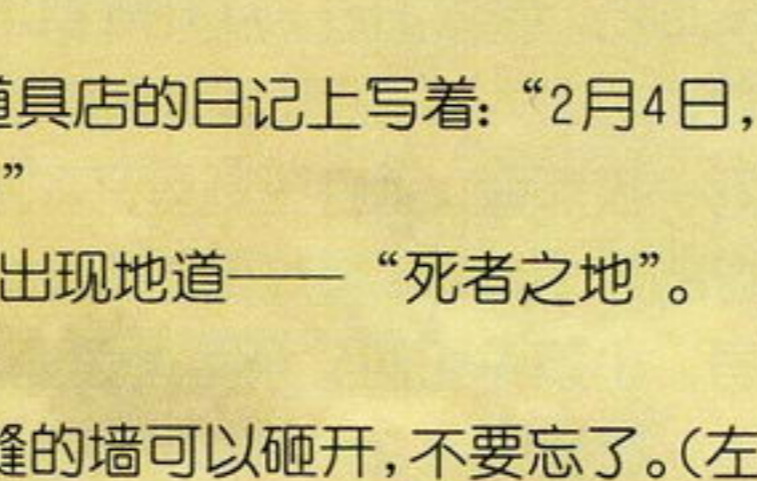 道具店的日记上写着：“2月4日，
”
出现地道——“死者之地”。
缝的墙可以砸开，不要忘了。（左